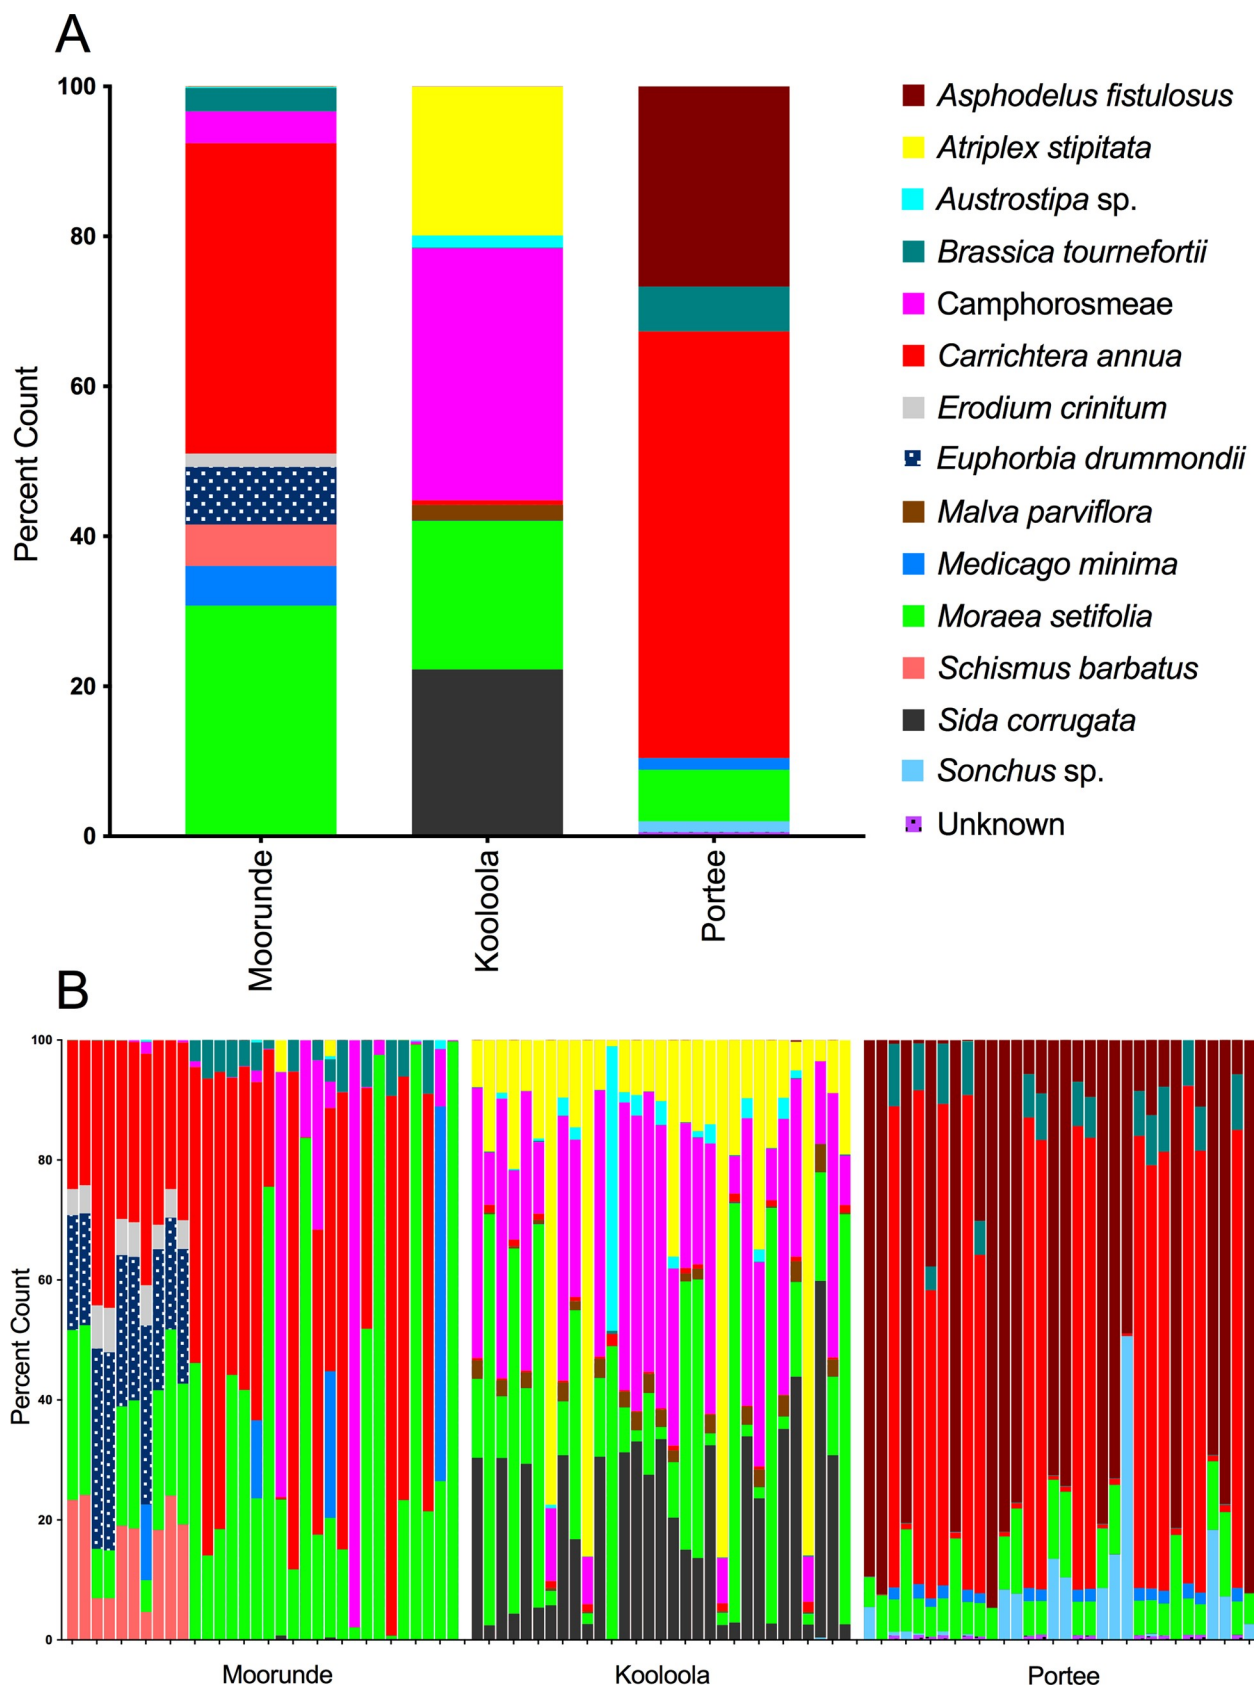 A
Percent Count
100
80
60
40
20
0
Moorunde
Kooloola
Portee
Asphodelus fistulosus
Atriplex stipitata
Austrostipa sp.
Brassica tournefortii
Camphorosmeae
Carrichtera annua
Erodium crinitum
Euphorbia drummondii
Malva parviflora
Medicago minima
Moraea setifolia
Schismus barbatus
Sida corrugata
Sonchus sp.
Unknown
B
Percent Count
100
80
60
40
20
0
Moorunde
Kooloola
Portee